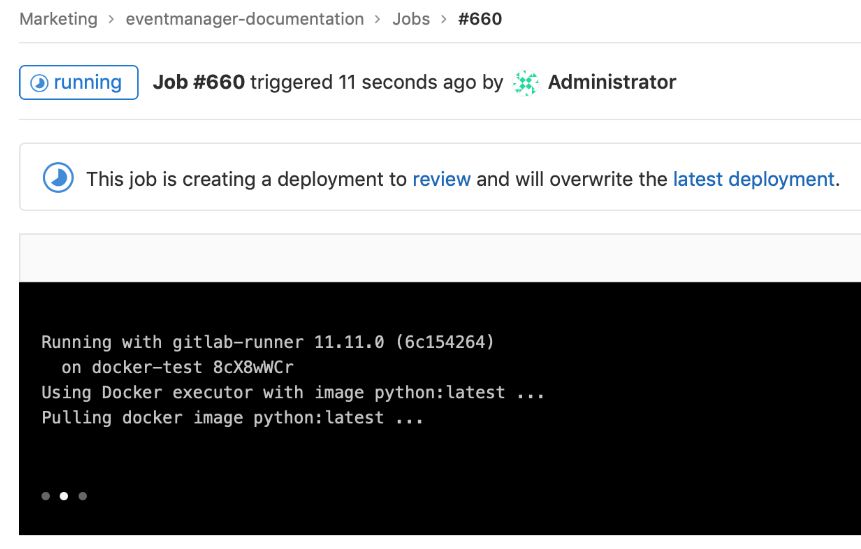 Marketing > eventmanager-documentation > Jobs > #660
running Job #660 triggered 11 seconds ago by Administrator
This job is creating a deployment to review and will overwrite the latest deployment.
Running with gitlab-runner 11.11.0 (6c154264)
on docker-test 8cX8wWCr
Using Docker executor with image python:latest ...
Pulling docker image python:latest ...